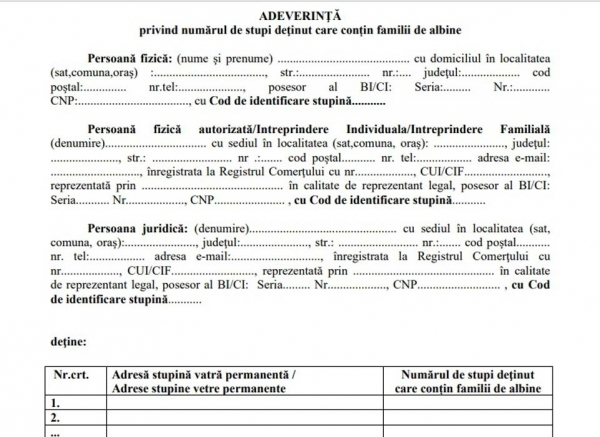 ADEVERINȚĂ
privind numărul de stupi deținut care conțin familii de albine
Persoană fizică: (nume și prenume) .......................................... cu domiciliul în localitatea
(sat,comuna,oraș) :............................, str.:.................. nr.:.... județul:............... cod
poștal:............. nr.tel:..................., posesor al BI/CI: Seria:........ Nr.:..........
CNP:..................................., cu Cod de identificare stupină...........
Persoană fizică autorizată/Intreprindere Individuala/Intreprindere Familială
(denumire)................................ cu sediul în localitatea (sat,comuna, oraș): ......................, județul:
....................., str.: ...................... nr .:...... cod poștal.......... nr. tel:................ adresa e-mail:
........................., înregistrata la Registrul Comerțului cu nr.................., CUI/CIF......................,
reprezentată prin ................................... în calitate de reprezentant legal, posesor al BI/CI:
Seria.......... Nr.................., CNP..................... , cu Cod de identificare stupină..........
Persoana juridică: (denumire)........................................... cu sediul în localitatea (sat,
comuna, oraș):..................., județul:......................, str.: ........................ nr.:...... cod poștal..........
nr. tel:................ adresa e-mail:........................., înregistrata la Registrul Comerțului cu
nr.................., CUI/CIF......................, reprezentată prin ................................... în calitate
de reprezentant legal, posesor al BI/CI: Seria.......... Nr.................., CNP......................... , cu Cod
de identificare stupină..........
deține:
Nr.crt. Adresă stupină vatră permanentă / Numărul de stupi deținut
Adrese stupine vetre permanente care conțin familii de albine
1.
2.
...